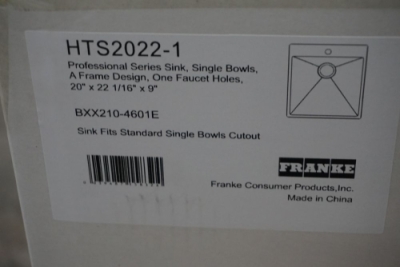 HTS2022-1
Professional Series Sink, Single Bowls,
A Frame Design, One Faucet Holes,
20" x 22 1/16" x 9"
BXX210-4601E
Sink Fits Standard Single Bowls Cutout
FRANKE
Franke Consumer Products,Inc.
Made in China